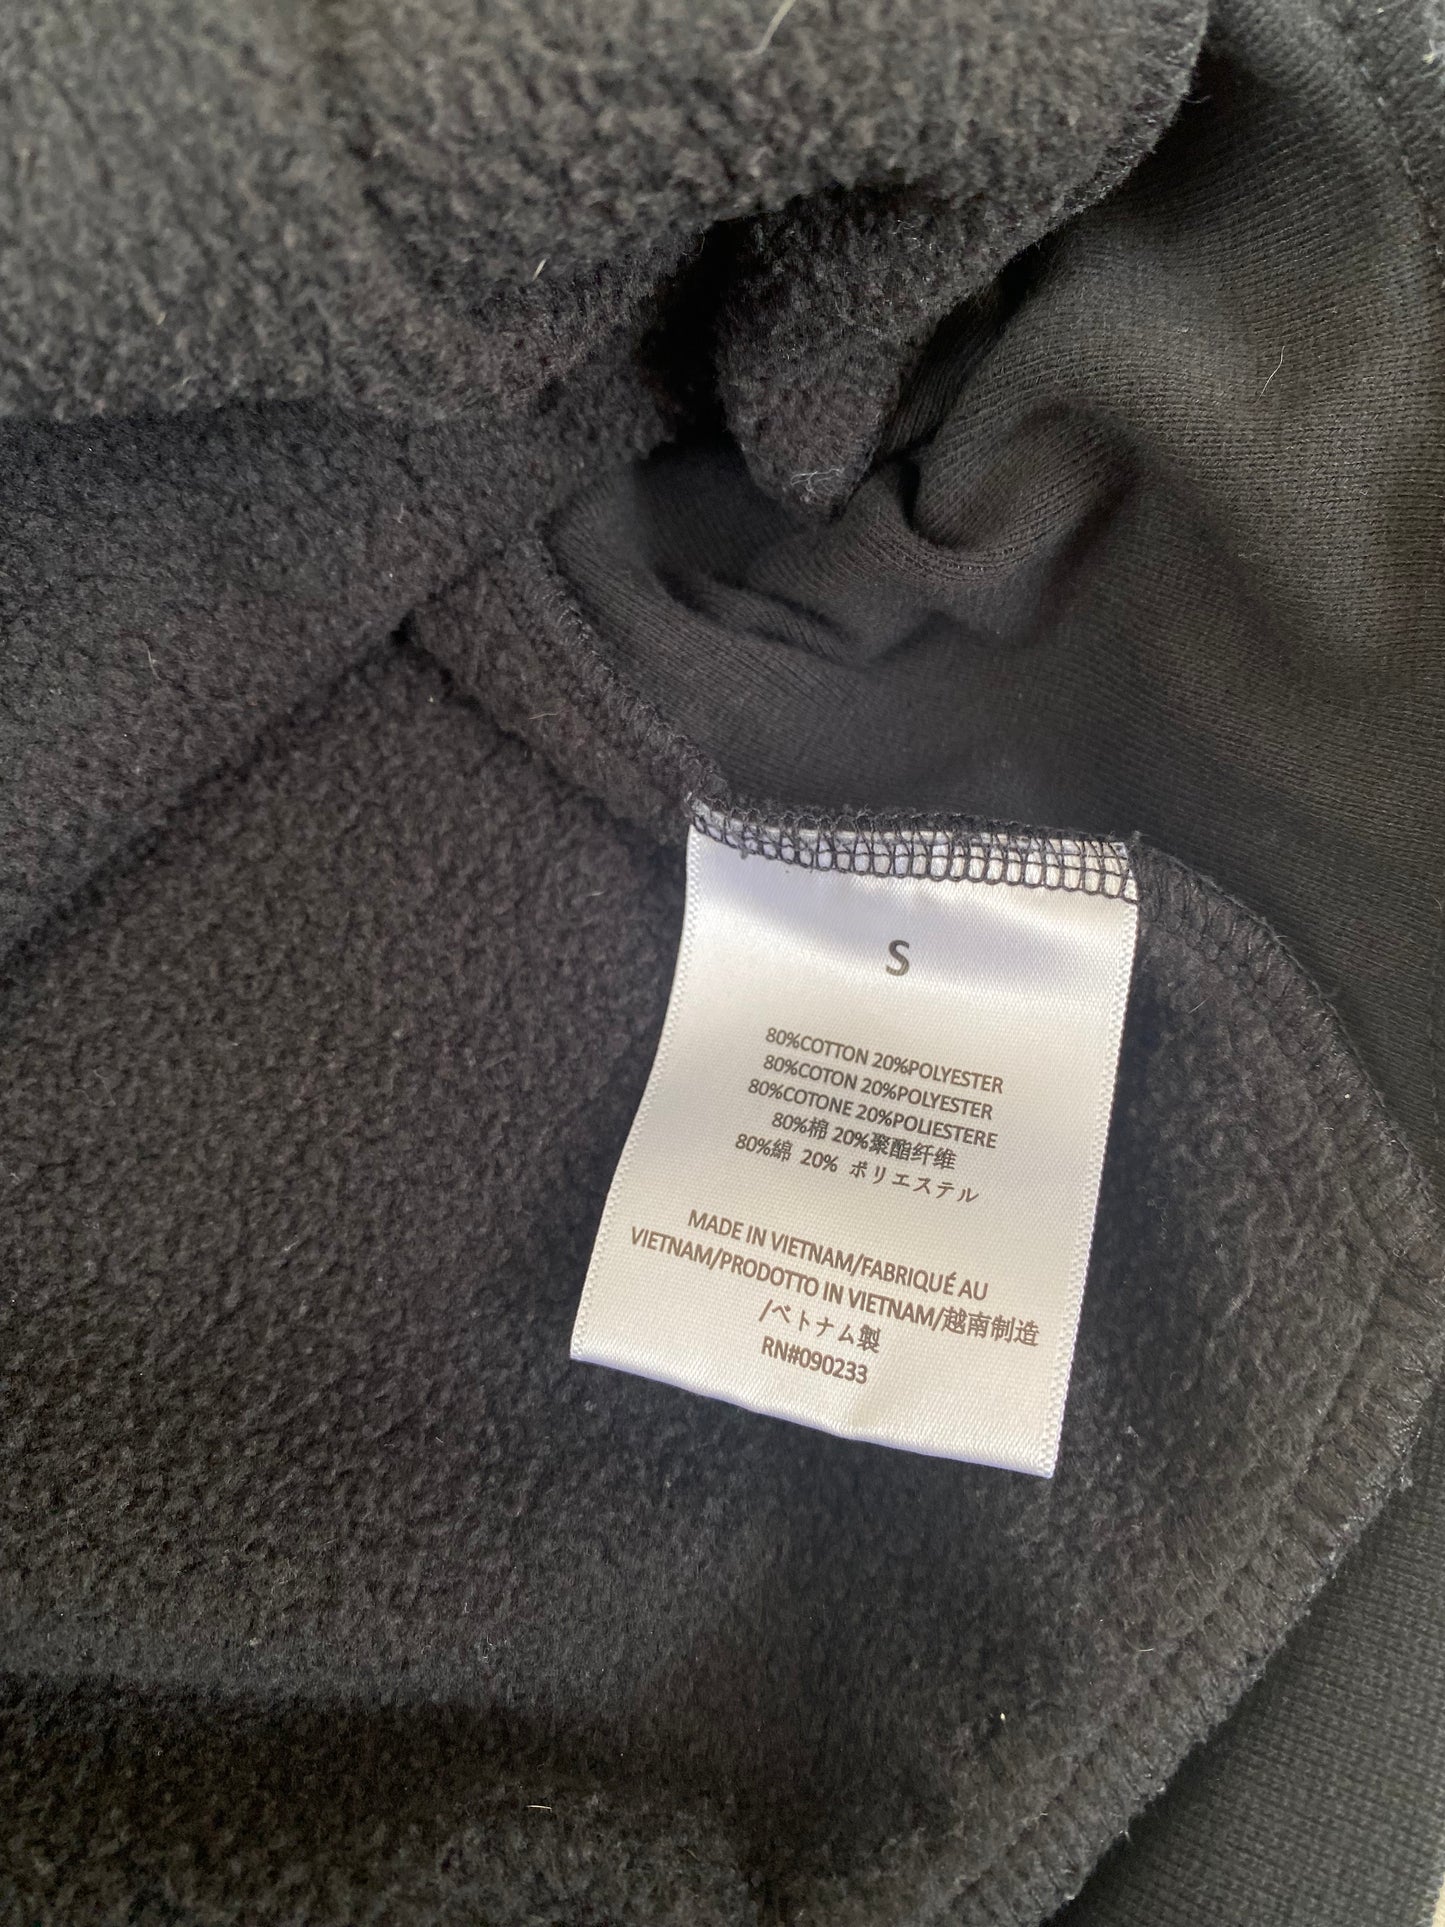 S
80%COTTON 20%POLYESTER
80%COTON 20%POLYESTER
80%COTONE 20%POLIESTERE
80%棉 20%聚酯纤维
80%綿 20% ポリエステル
MADE IN VIETNAM/FABRIQUÉ AU
VIETNAM/PRODOTTO IN VIETNAM/越南制造
/ベトナム製
RN#090233